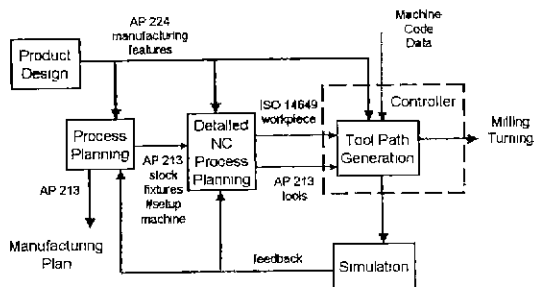 AP 224
manufacturing
features
Machine
Code
Data
Product
Design
Controller
ISO 14649
workpiece
Milling
Turning
Process
Planning
Detailed
NC
Process
Planning
Tool Path
Generation
AP 213
stock
fixtures
#setup
machine
AP 213
tools
AP 213
Manufacturing
Plan
feedback
Simulation